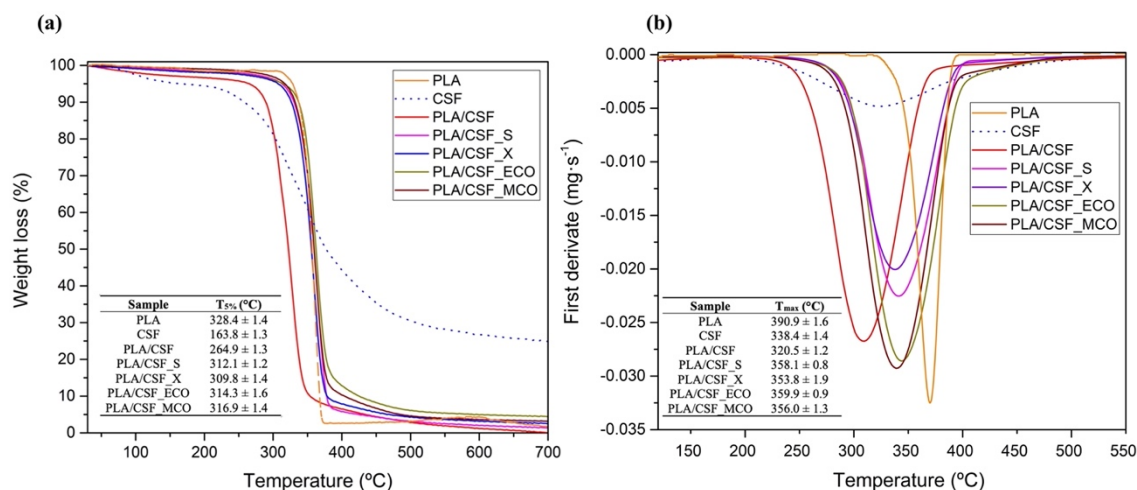 (a)
100
90
80
70
60
50
40
30
20
10
0
Weight loss (%)
PLA
CSF
PLA/CSF
PLA/CSF_S
PLA/CSF_X
PLA/CSF_ECO
PLA/CSF_MCO
Sample T5% (°C)
PLA 328.4 ± 1.4
CSF 163.8 ± 1.3
PLA/CSF 264.9 ± 1.3
PLA/CSF_S 312.1 ± 1.2
PLA/CSF_X 309.8 ± 1.4
PLA/CSF_ECO 314.3 ± 1.6
PLA/CSF_MCO 316.9 ± 1.4
100 200 300 400 500 600 700
Temperature (ºC)
(b)
0.000
-0.005
-0.010
-0.015
-0.020
-0.025
-0.030
-0.035
First derivate (mg·s⁻¹)
PLA
CSF
PLA/CSF
PLA/CSF_S
PLA/CSF_X
PLA/CSF_ECO
PLA/CSF_MCO
Sample Tmax (°C)
PLA 390.9 ± 1.6
CSF 338.4 ± 1.4
PLA/CSF 320.5 ± 1.2
PLA/CSF_S 358.1 ± 0.8
PLA/CSF_X 353.8 ± 1.9
PLA/CSF_ECO 359.9 ± 0.9
PLA/CSF_MCO 356.0 ± 1.3
150 200 250 300 350 400 450 500 550
Temperature (ºC)